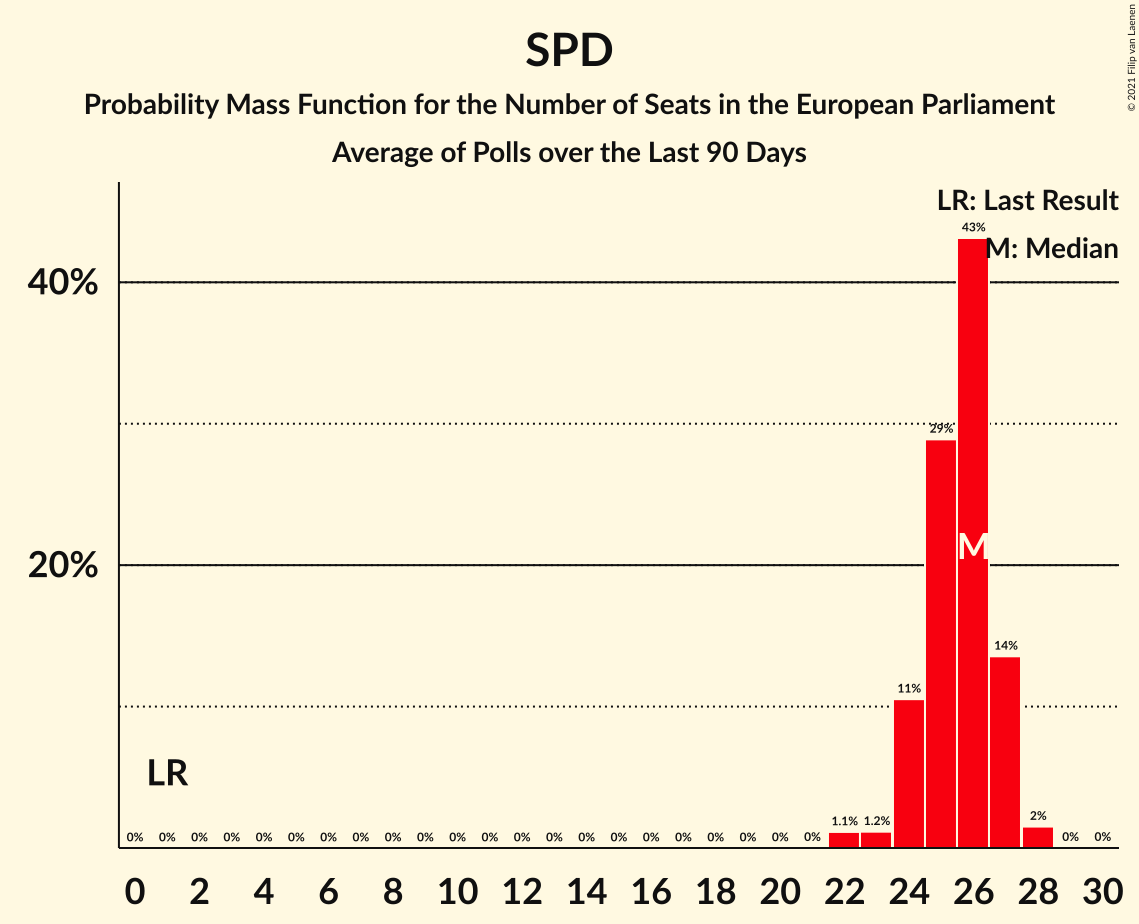 © 2021 Filip van Laenen
SPD
Probability Mass Function for the Number of Seats in the European Parliament
Average of Polls over the Last 90 Days
LR: Last Result
M: Median
43%
40%
29%
M
20%
14%
11%
LR
0% 0% 0% 0% 0% 0% 0% 0% 0% 0% 0% 0% 0% 0% 0% 0% 0% 0% 0% 0% 0% 0% 1.1% 1.2% 2% 0% 0%
0 2 4 6 8 10 12 14 16 18 20 22 24 26 28 30